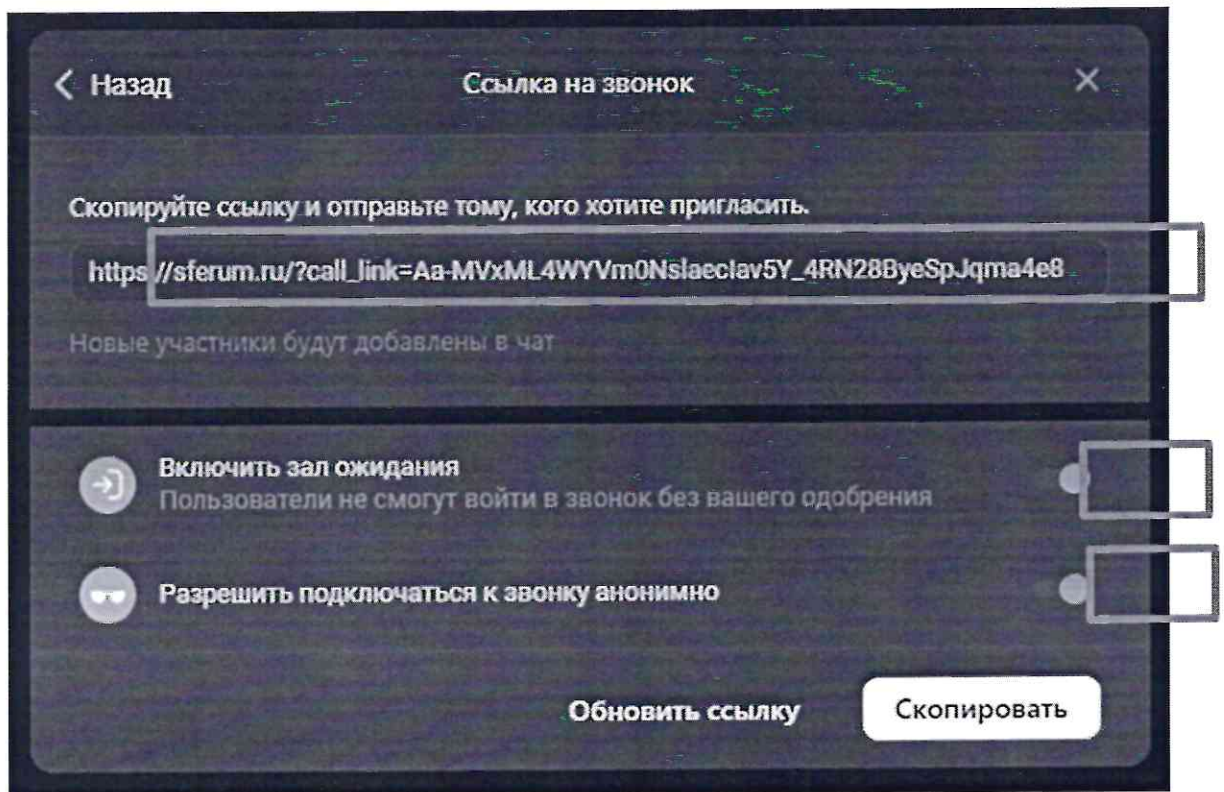 Назад
Ссылка на звонок
Скопируйте ссылку и отправьте тому, кого хотите пригласить.
https://sferum.ru/?call_link=Aa-MVxML4WYVm0Nslaeclav5Y_4RN28ByeSpJqma4e8
Новые участники будут добавлены в чат
Включить зал ожидания
Пользователи не смогут войти в звонок без вашего одобрения
Разрешить подключаться к звонку анонимно
Обновить ссылку
Скопировать